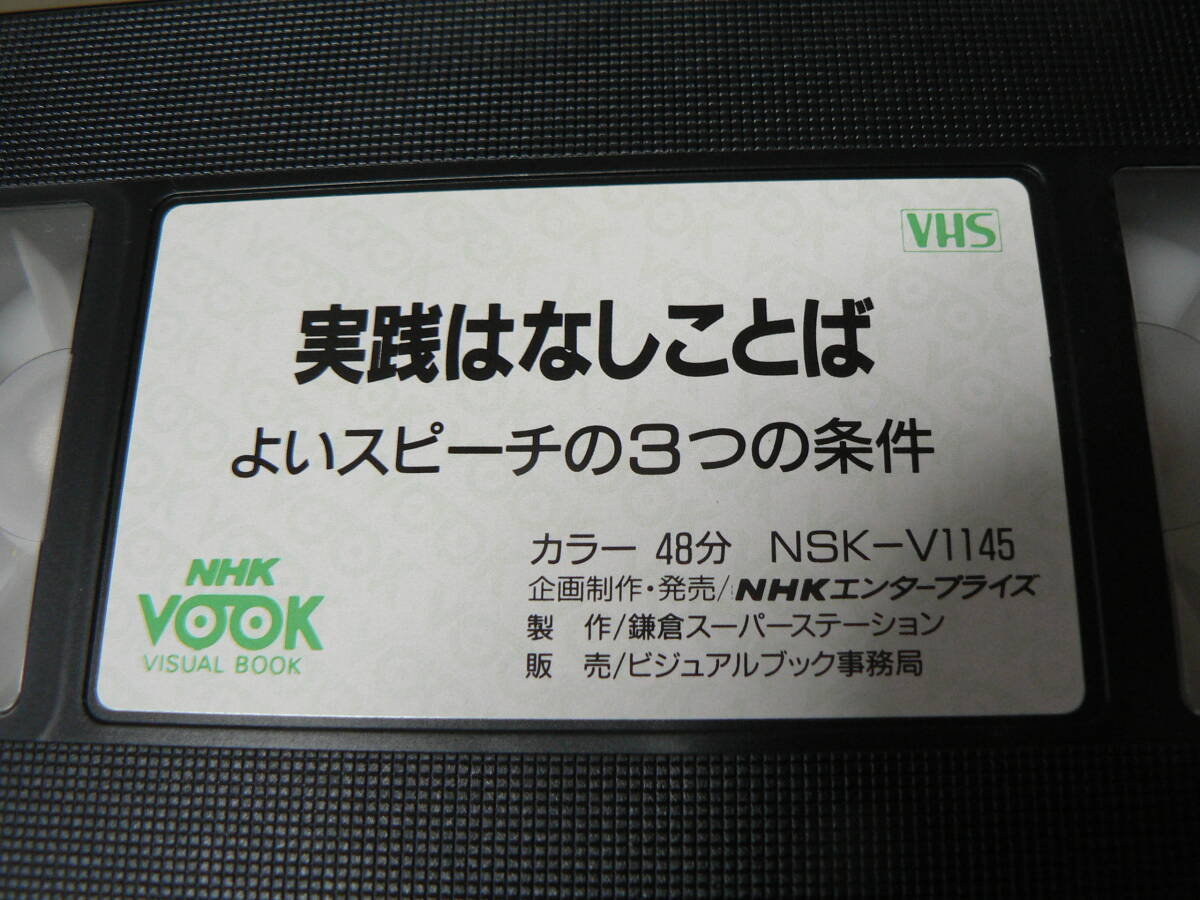 VHS
実践はなしことば
よいスピーチの3つの条件
カラー 48分 NSK-V1145
企画制作・発売/NHKエンタープライズ
製 作/鎌倉スーパーステーション
販 売/ビジュアルブック事務局
NHK
VOOK
VISUAL BOOK